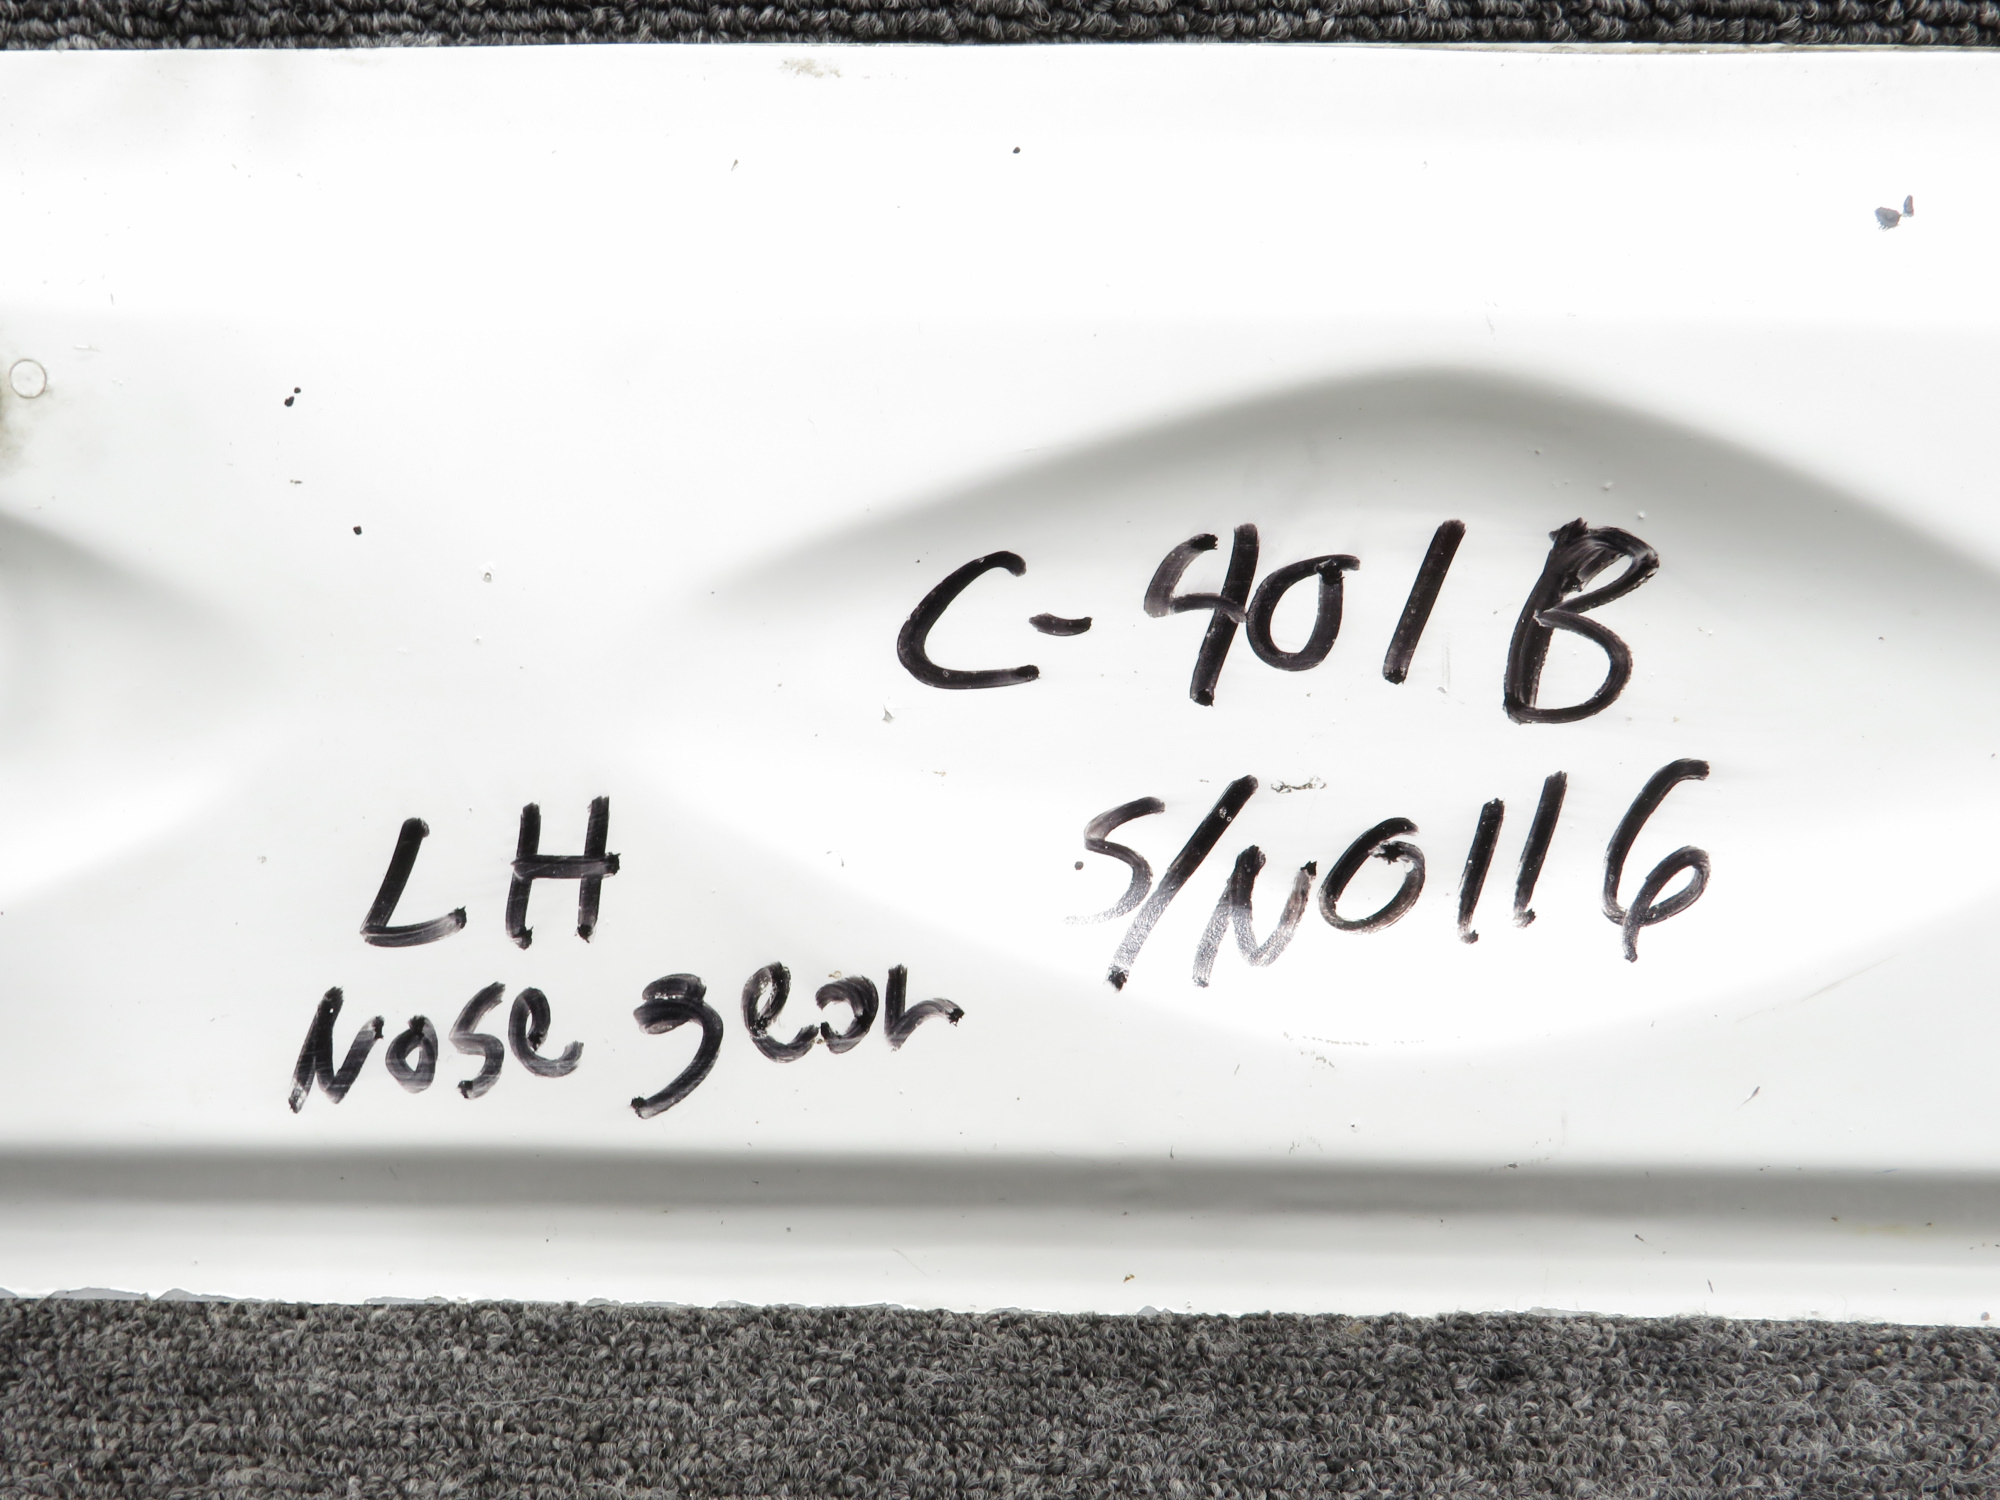 C-401B
S/N0116
LH
Nose gear